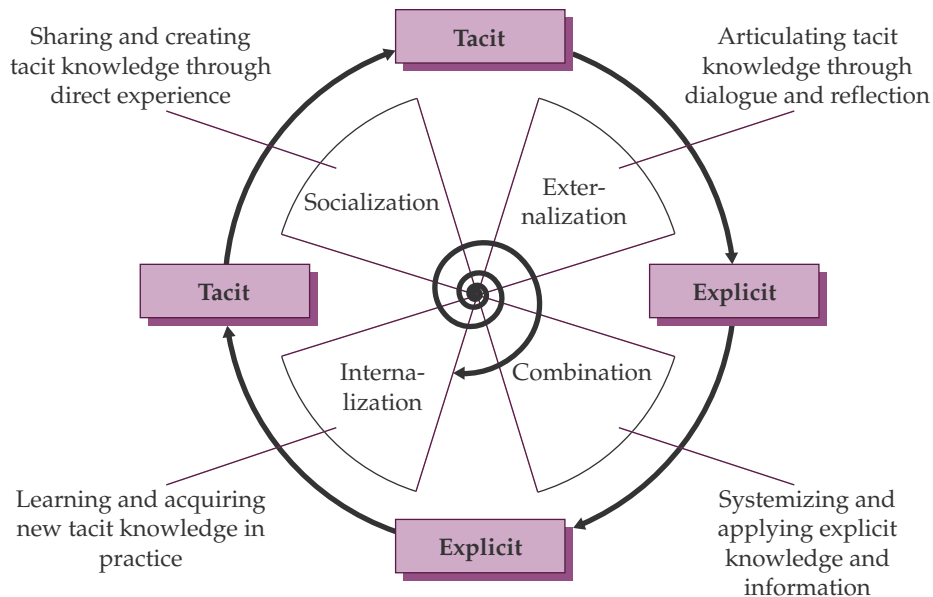 Sharing and creating
tacit knowledge through
direct experience
Tacit
Articulating tacit
knowledge through
dialogue and reflection
Socialization
Exter-
nalization
Tacit
Explicit
Interna-
lization
Combination
Learning and acquiring
new tacit knowledge in
practice
Explicit
Systemizing and
applying explicit
knowledge and
information